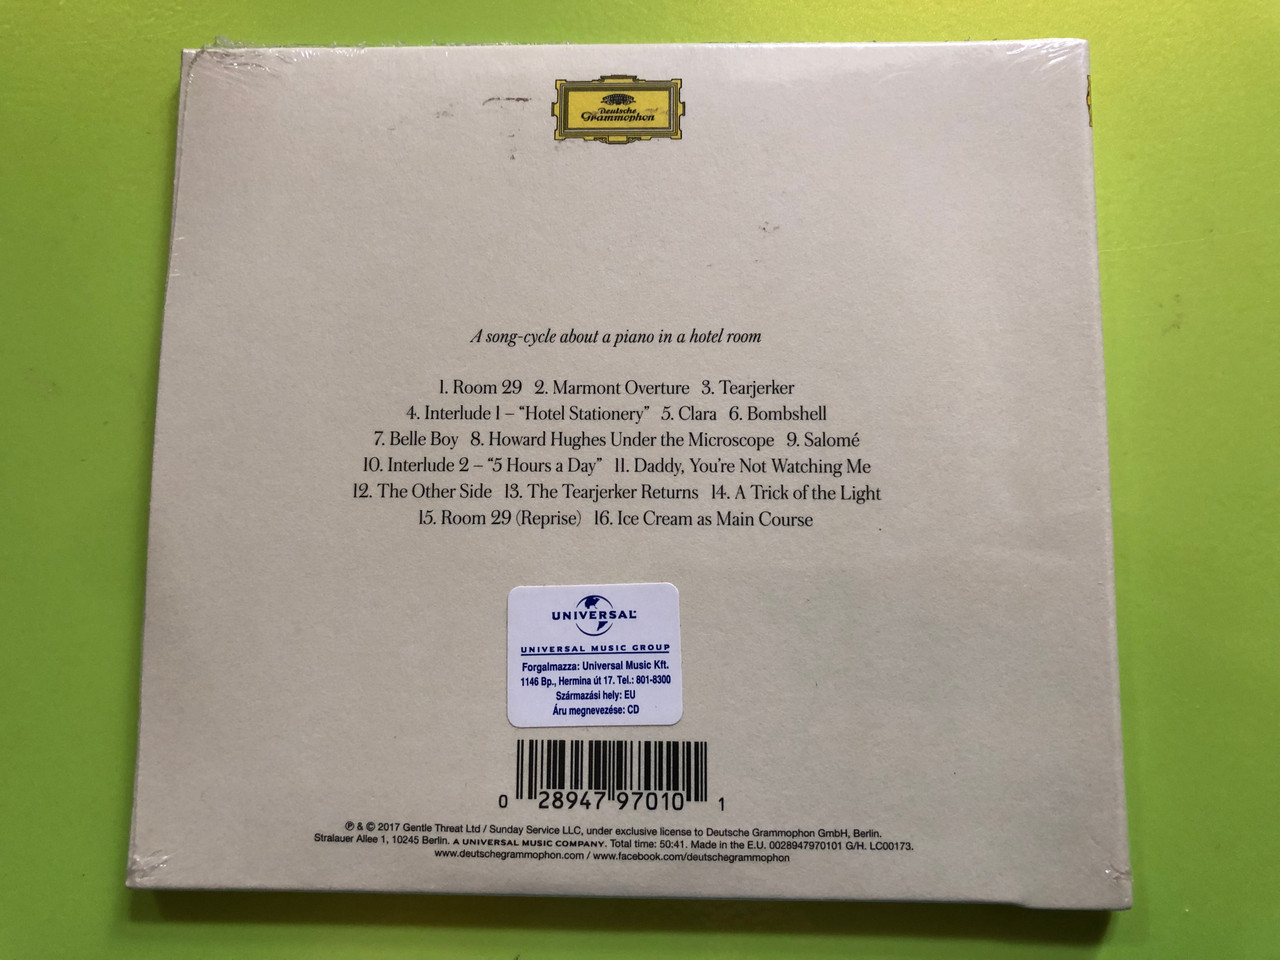 Deutsche
Grammophon
A song-cycle about a piano in a hotel room
1. Room 29 2. Marmont Overture 3. Tearjerker
4. Interlude 1 – “Hotel Stationery” 5. Clara 6. Bombshell
7. Belle Boy 8. Howard Hughes Under the Microscope 9. Salomé
10. Interlude 2 – “5 Hours a Day” 11. Daddy, You’re Not Watching Me
12. The Other Side 13. The Tearjerker Returns 14. A Trick of the Light
15. Room 29 (Reprise) 16. Ice Cream as Main Course
UNIVERSAL
UNIVERSAL MUSIC GROUP
Forgalmazza: Universal Music Kft.
1146 Bp., Hermina út 17. Tel.: 801-8300
Származási hely: EU
Áru megnevezése: CD
0 28947 97010 1
℗ & © 2017 Gentle Threat Ltd / Sunday Service LLC, under exclusive license to Deutsche Grammophon GmbH, Berlin.
Stralauer Allee 1, 10245 Berlin. A UNIVERSAL MUSIC COMPANY. Total time: 50:41. Made in the E.U. 0028947970101 G/H. LC00173.
www.deutschegrammophon.com / www.facebook.com/deutschegrammophon